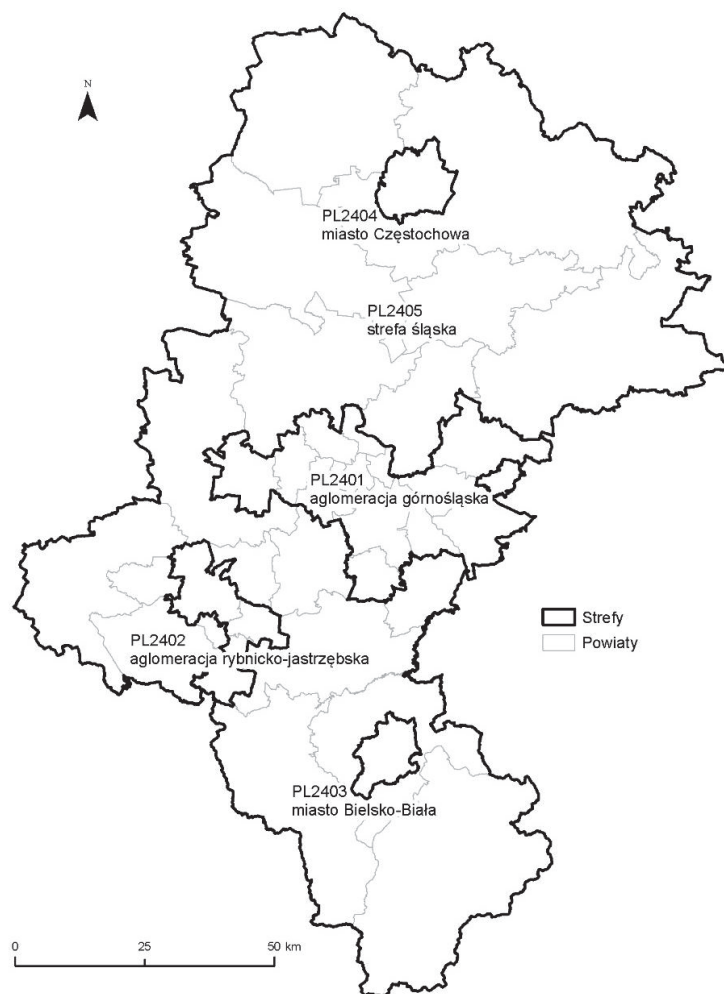 N
PL2404
miasto Częstochowa
PL2405
strefa śląska
PL2401
aglomeracja górnośląska
Strefy
Powiaty
PL2402
aglomeracja rybnicko-jastrzębska
PL2403
miasto Bielsko-Biała
0 25 50 km